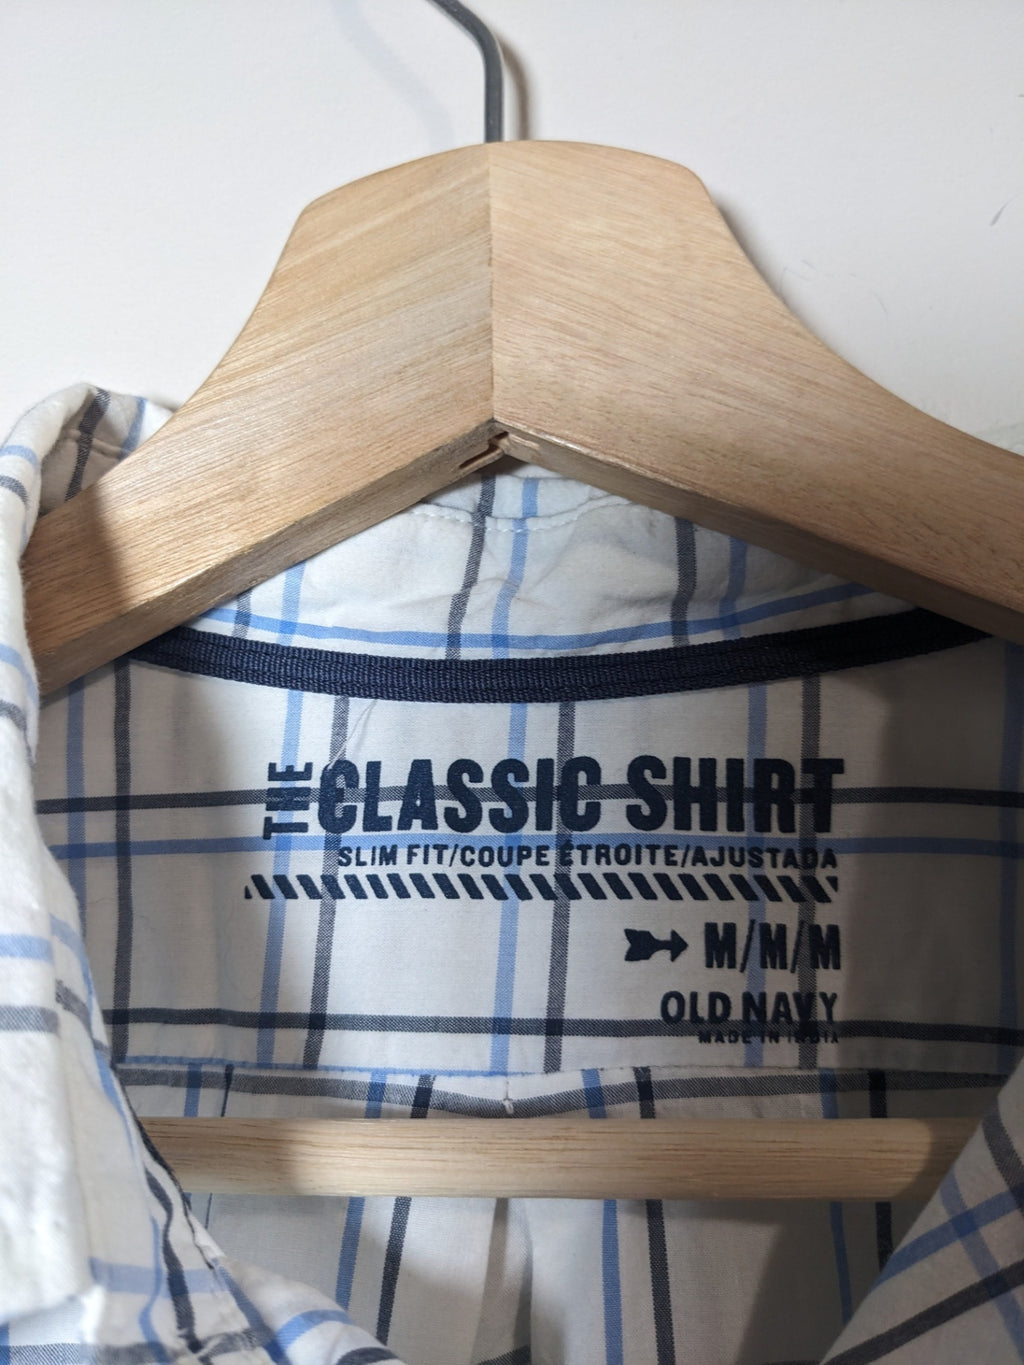 THE CLASSIC SHIRT
SLIM FIT/COUPE ÉTROITE/AJUSTADA
M/M/M
OLD NAVY
MADE IN INDIA